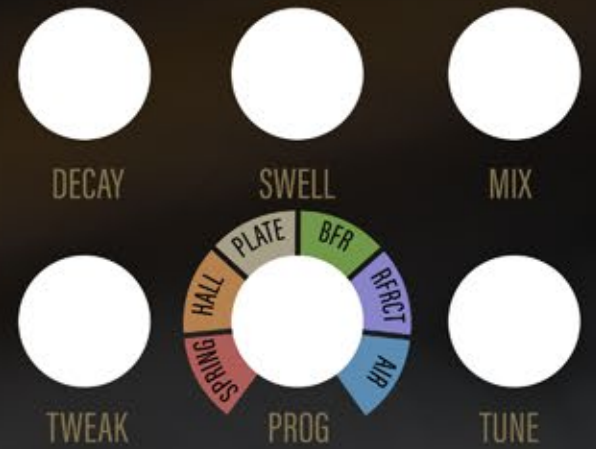 DECAY
SWELL
MIX
SPRING
HALL
PLATE
BFR
RFRCT
AIR
TWEAK
PROG
TUNE